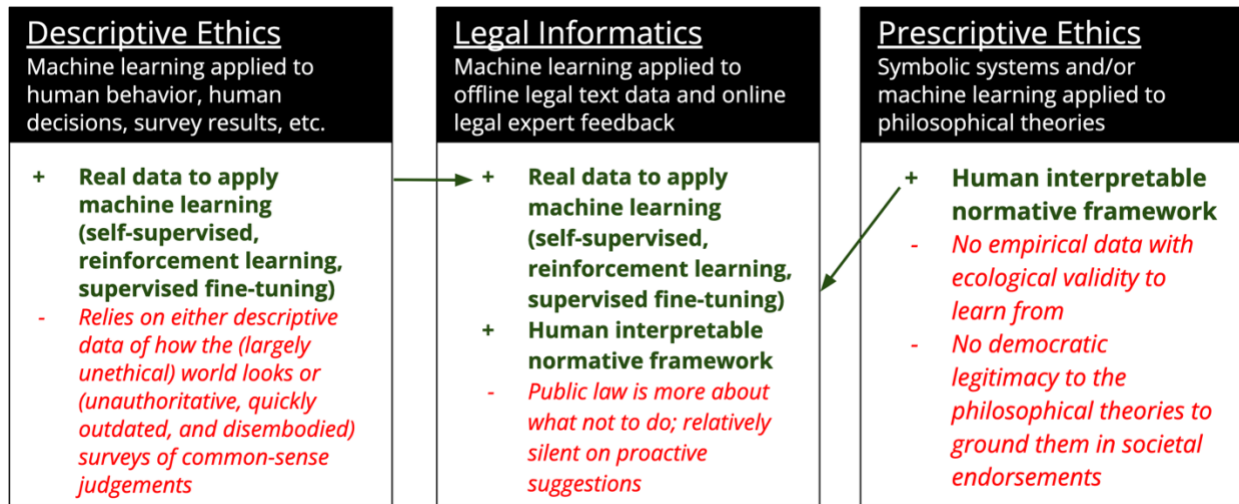 Descriptive Ethics
Machine learning applied to
human behavior, human
decisions, survey results, etc.
+ Real data to apply
machine learning
(self-supervised,
reinforcement learning,
supervised fine-tuning)
- Relies on either descriptive
data of how the (largely
unethical) world looks or
(unauthoritative, quickly
outdated, and disembodied)
surveys of common-sense
judgements
Legal Informatics
Machine learning applied to
offline legal text data and online
legal expert feedback
+ Real data to apply
machine learning
(self-supervised,
reinforcement learning,
supervised fine-tuning)
+ Human interpretable
normative framework
- Public law is more about
what not to do; relatively
silent on proactive
suggestions
Prescriptive Ethics
Symbolic systems and/or
machine learning applied to
philosophical theories
+ Human interpretable
normative framework
- No empirical data with
ecological validity to
learn from
- No democratic
legitimacy to the
philosophical theories to
ground them in societal
endorsements